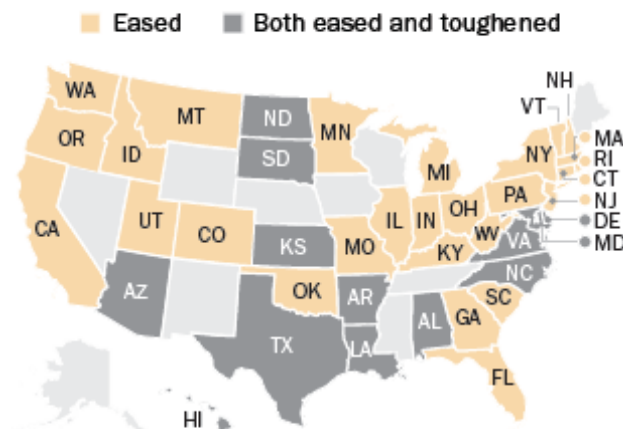 Eased
Both eased and toughened
NH
WA
VT
MT
ND
MN
MA
OR
RI
ID
SD
NY
CT
MI
PA
NJ
OH
DE
IL
IN
UT
CO
WV
VA
MD
CA
KS
MO
KY
NC
OK
AR
SC
AZ
AL
GA
TX
LA
FL
HI